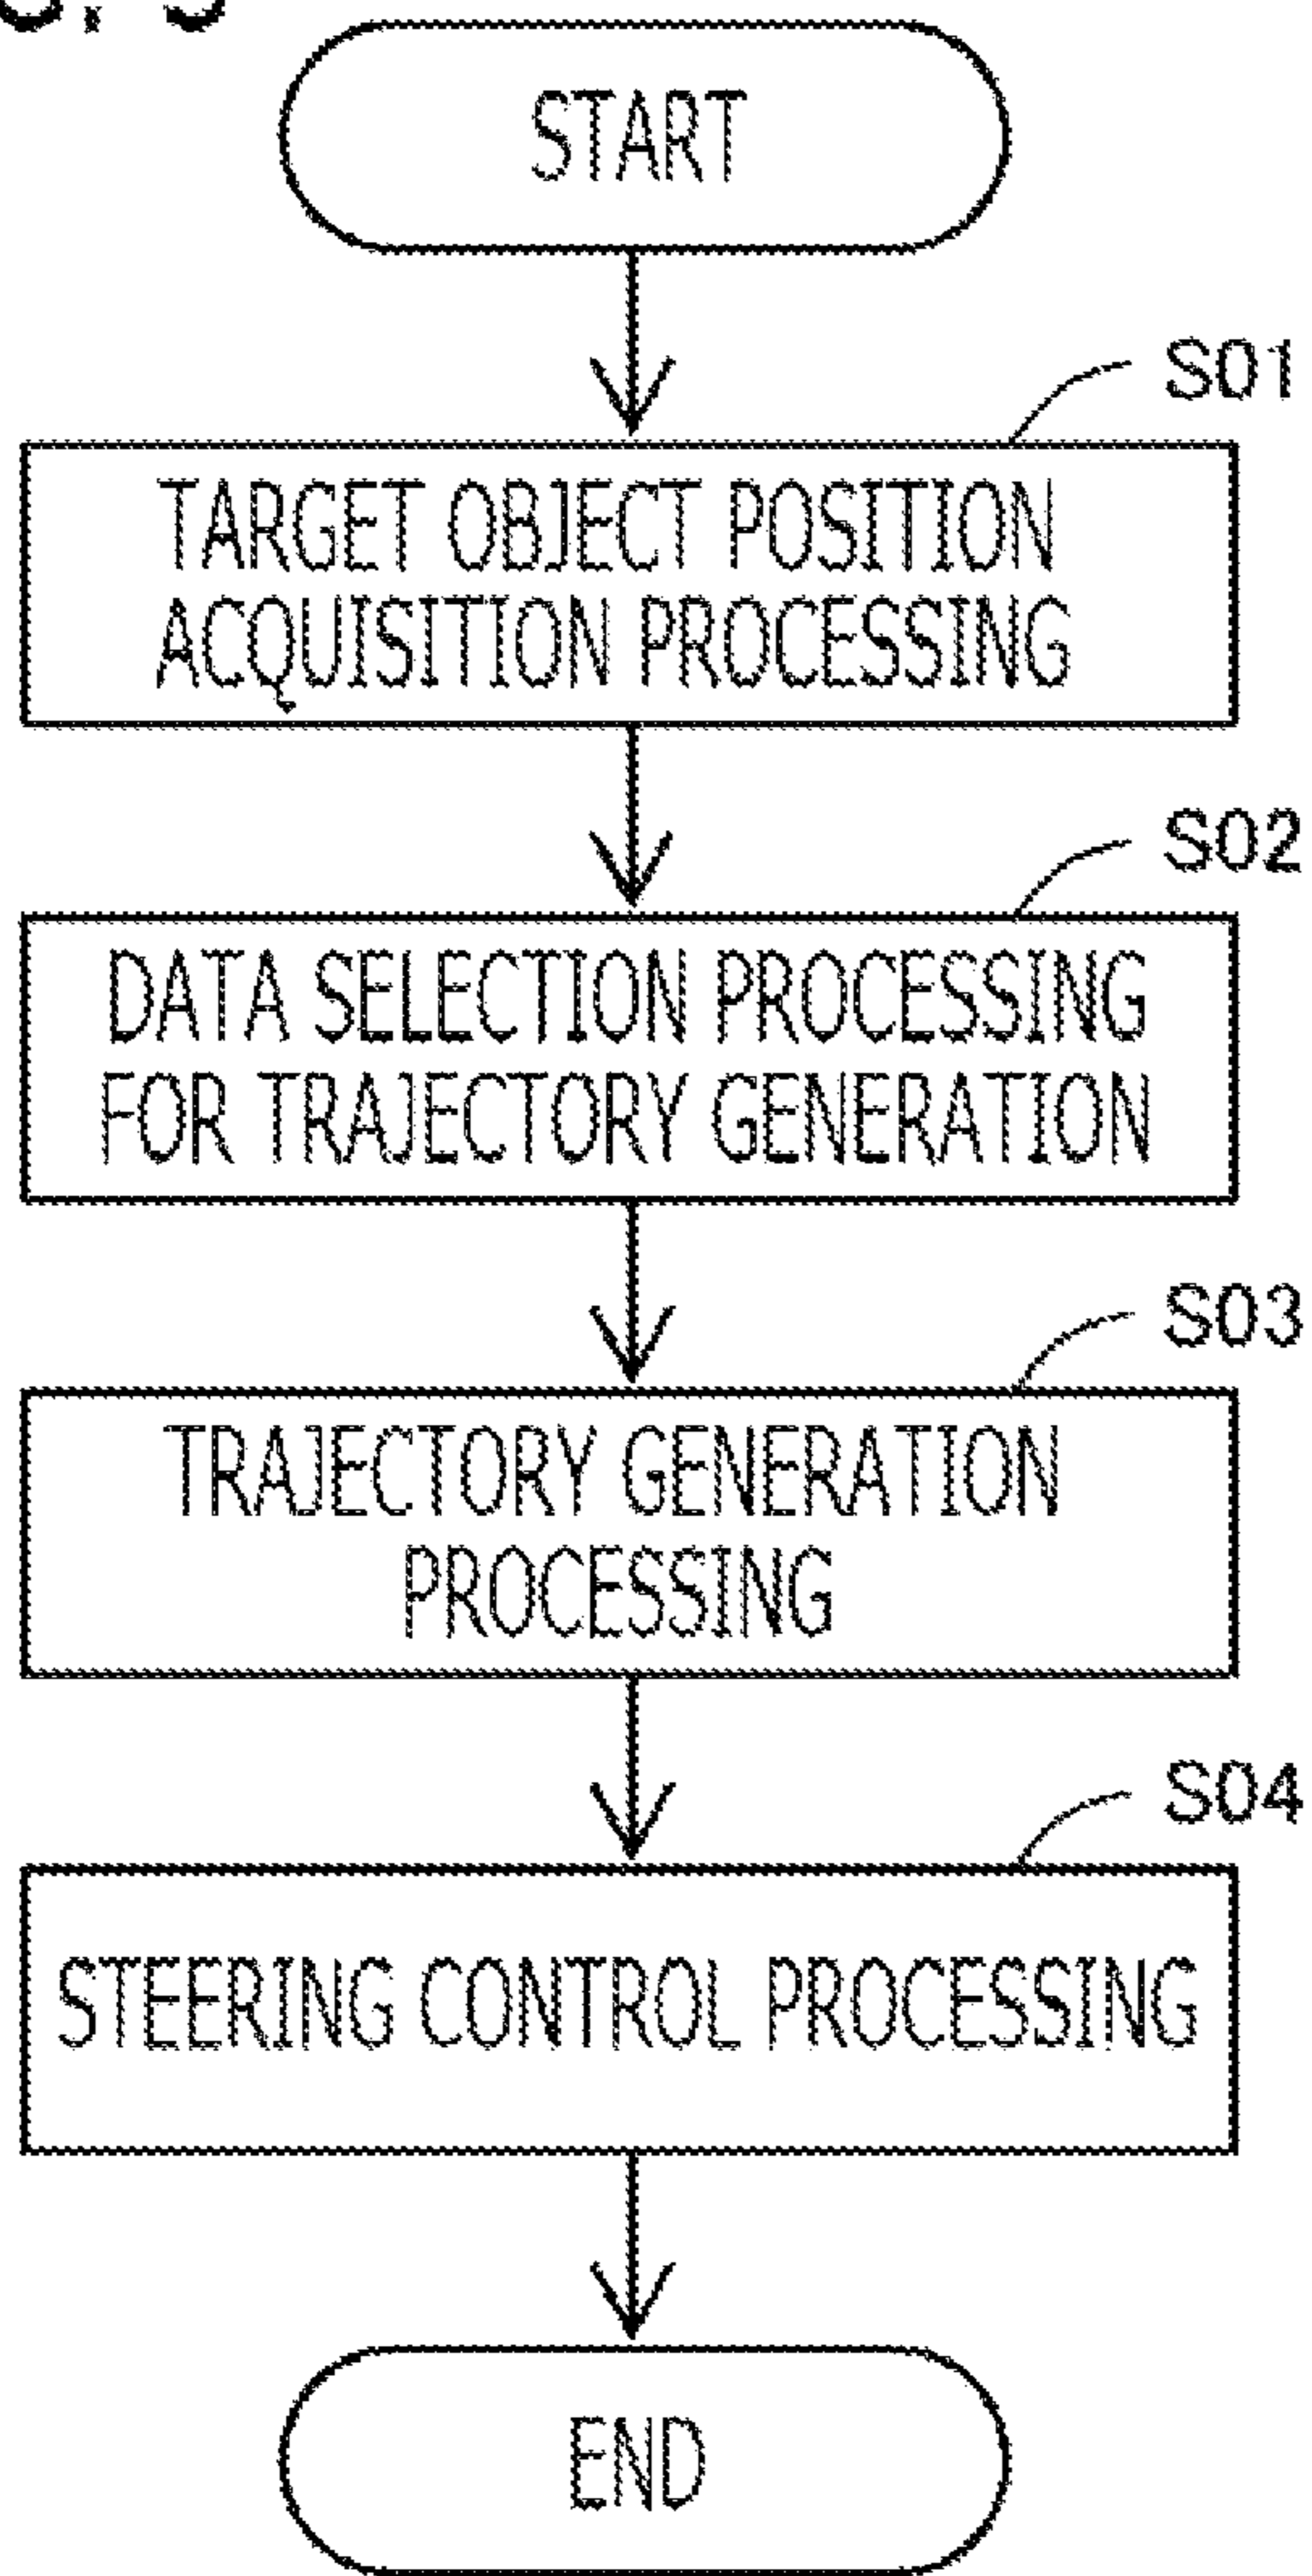 START
S01
TARGET OBJECT POSITION
ACQUISITION PROCESSING
S02
DATA SELECTION PROCESSING
FOR TRAJECTORY GENERATION
S03
TRAJECTORY GENERATION
PROCESSING
S04
STEERING CONTROL PROCESSING
END